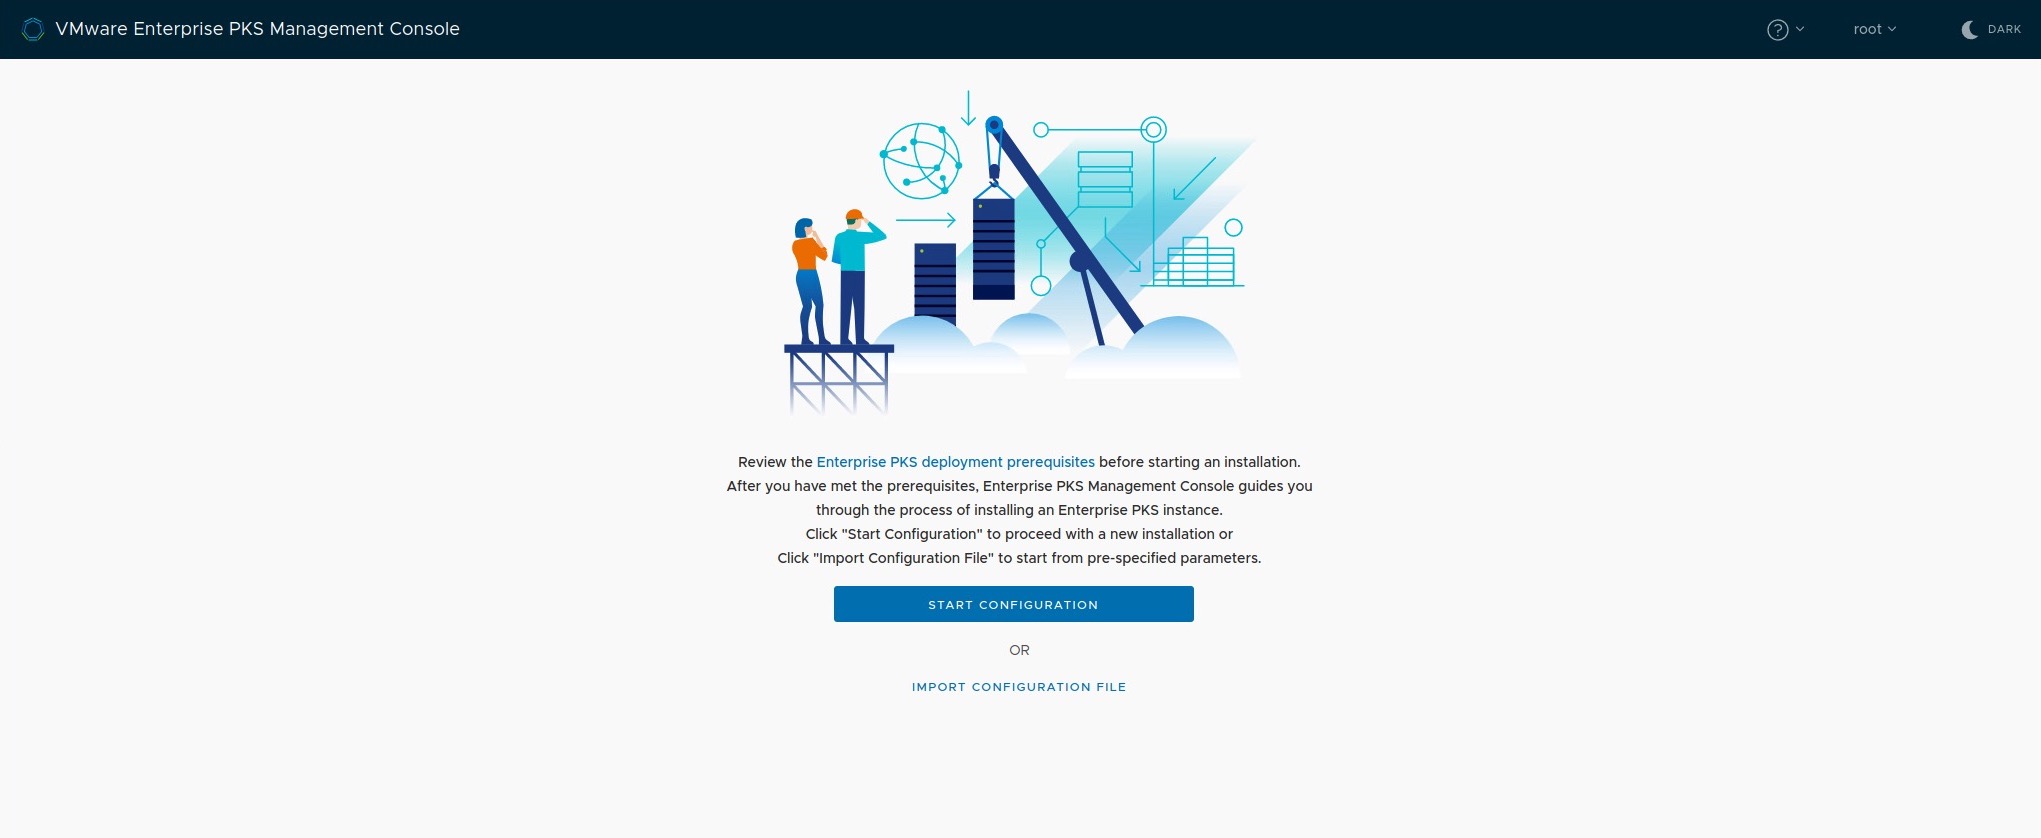 VMware Enterprise PKS Management Console
?
root
DARK
Review the Enterprise PKS deployment prerequisites before starting an installation.
After you have met the prerequisites, Enterprise PKS Management Console guides you
through the process of installing an Enterprise PKS instance.
Click "Start Configuration" to proceed with a new installation or
Click "Import Configuration File" to start from pre-specified parameters.
START CONFIGURATION
OR
IMPORT CONFIGURATION FILE